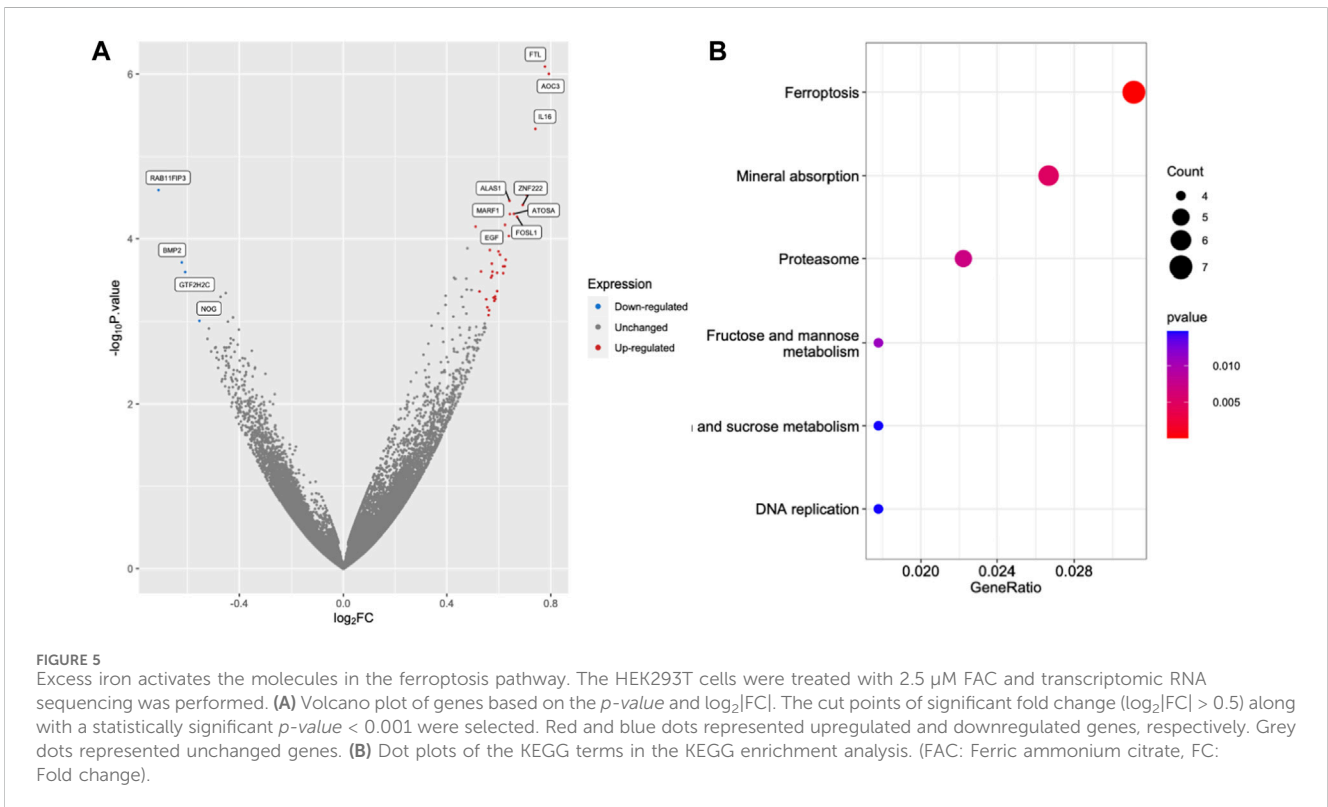 A
FTL
AOC3
IL16
RAB11FIP3
ALAS1
ZNF222
MARF1
ATOSA
FOSL1
EGF
BMP2
GTF2H2C
NOG
6
4
2
0
-log10P.value
-0.4
0.0
0.4
0.8
log2FC
Expression
Down-regulated
Unchanged
Up-regulated
B
Ferroptosis
Mineral absorption
Proteasome
Fructose and mannose
metabolism
and sucrose metabolism
DNA replication
0.020
0.024
0.028
GeneRatio
Count
4
5
6
7
pvalue
0.010
0.005
FIGURE 5
Excess iron activates the molecules in the ferroptosis pathway. The HEK293T cells were treated with 2.5 µM FAC and transcriptomic RNA
sequencing was performed. (A) Volcano plot of genes based on the p-value and log2|FC|. The cut points of significant fold change (log2|FC| > 0.5) along
with a statistically significant p-value < 0.001 were selected. Red and blue dots represented upregulated and downregulated genes, respectively. Grey
dots represented unchanged genes. (B) Dot plots of the KEGG terms in the KEGG enrichment analysis. (FAC: Ferric ammonium citrate, FC:
Fold change).